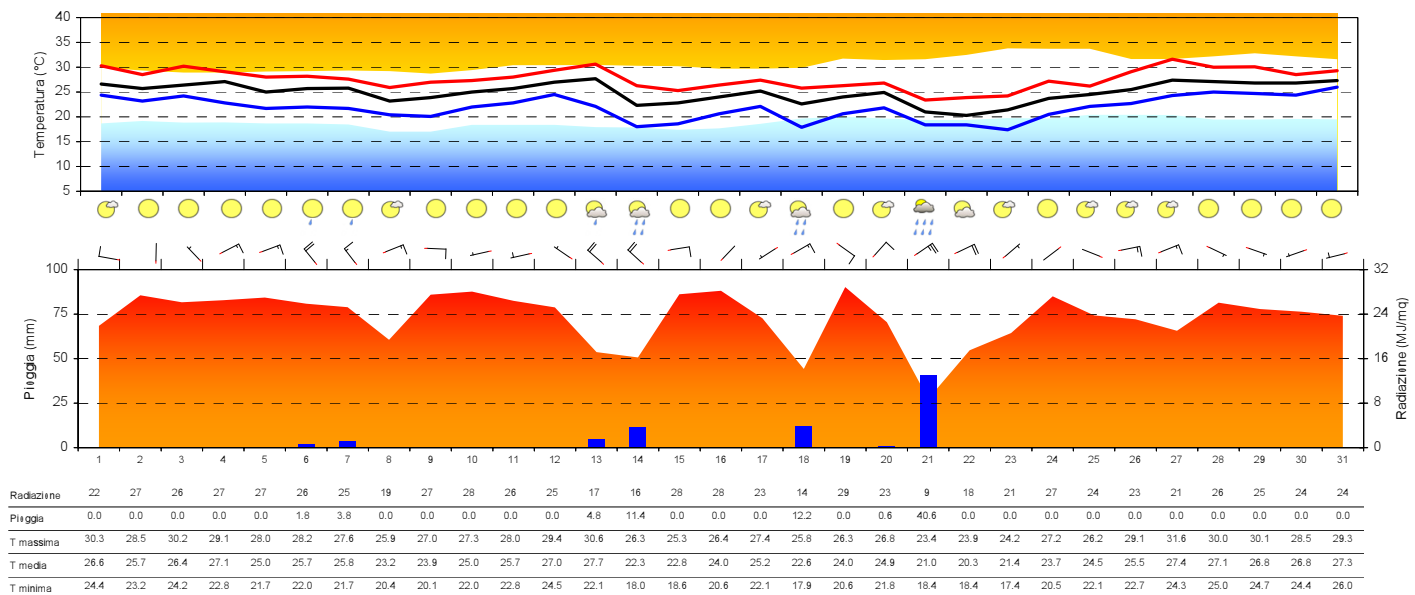 40
35
30
25
20
15
10
5
Temperatura (°C)
100
75
50
25
0
Pioggia (mm)
32
24
16
8
0
Radiazione (MJ/mq)
1 2 3 4 5 6 7 8 9 10 11 12 13 14 15 16 17 18 19 20 21 22 23 24 25 26 27 28 29 30 31
Radiazione 22 27 26 27 27 26 25 19 27 28 26 25 17 16 28 28 23 14 29 23 9 18 21 27 24 23 21 26 25 24 24
Pioggia 0.0 0.0 0.0 0.0 0.0 1.8 3.8 0.0 0.0 0.0 0.0 0.0 4.8 11.4 0.0 0.0 0.0 12.2 0.0 0.6 40.6 0.0 0.0 0.0 0.0 0.0 0.0 0.0 0.0 0.0 0.0
T massima 30.3 28.5 30.2 29.1 28.0 28.2 27.6 25.9 27.0 27.3 28.0 29.4 30.6 26.3 25.3 26.4 27.4 25.8 26.3 26.8 23.4 23.9 24.2 27.2 26.2 29.1 31.6 30.0 30.1 28.5 29.3
T media 26.6 25.7 26.4 27.1 25.0 25.7 25.8 23.2 23.9 25.0 25.7 27.0 27.7 22.3 22.8 24.0 25.2 22.6 24.0 24.9 21.0 20.3 21.4 23.7 24.5 25.5 27.4 27.1 26.8 26.8 27.3
T minima 24.4 23.2 24.2 22.8 21.7 22.0 21.7 20.4 20.1 22.0 22.8 24.5 22.1 18.0 18.6 20.6 22.1 17.9 20.6 21.8 18.4 18.4 17.4 20.5 22.1 22.7 24.3 25.0 24.7 24.4 26.0